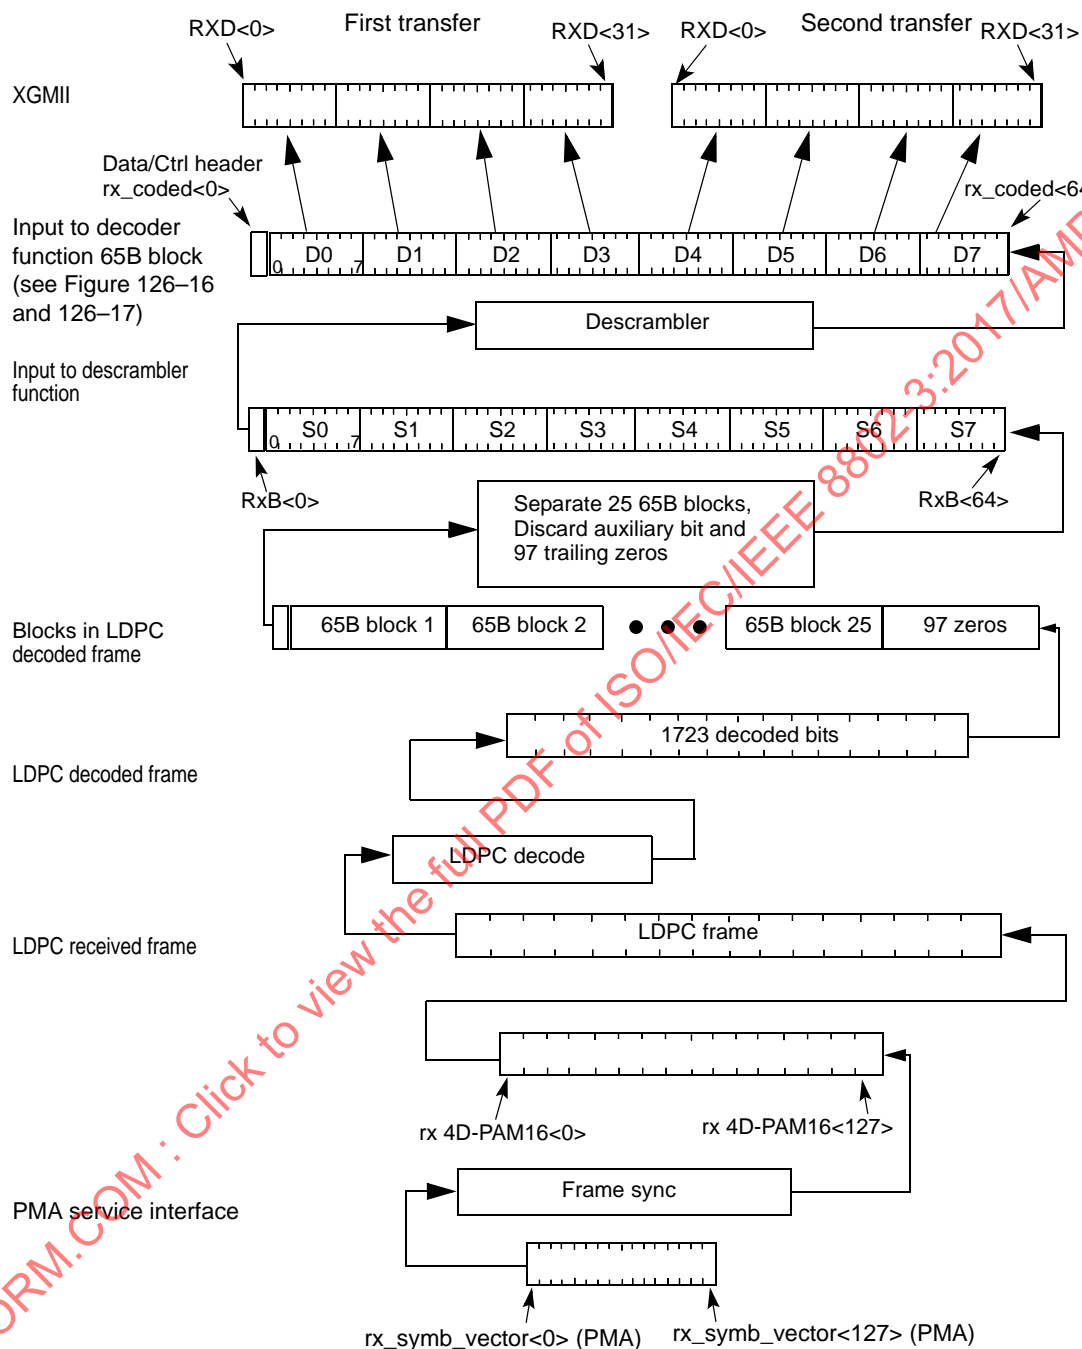 First transfer
Second transfer
RXD<0>
RXD<31>
RXD<0>
RXD<31>
XGMII
Data/Ctrl header
rx_coded<0>
rx_coded<64
Input to decoder
function 65B block
(see Figure 126–16
and 126–17)
0 D0 7 D1 D2 D3 D4 D5 D6 D7
Descrambler
Input to descrambler
function
0 S0 7 S1 S2 S3 S4 S5 S6 S7
RxB<0>
RxB<64>
Separate 25 65B blocks,
Discard auxiliary bit and
97 trailing zeros
Blocks in LDPC
decoded frame
65B block 1 65B block 2 65B block 25 97 zeros
1723 decoded bits
LDPC decoded frame
LDPC decode
LDPC received frame
LDPC frame
rx 4D-PAM16<0>
rx 4D-PAM16<127>
Frame sync
PMA service interface
rx_symb_vector<0> (PMA)
rx_symb_vector<127> (PMA)
ORM.COM : Click to view the full PDF of ISO/IEC/IEEE 8802-3:2017/AMD